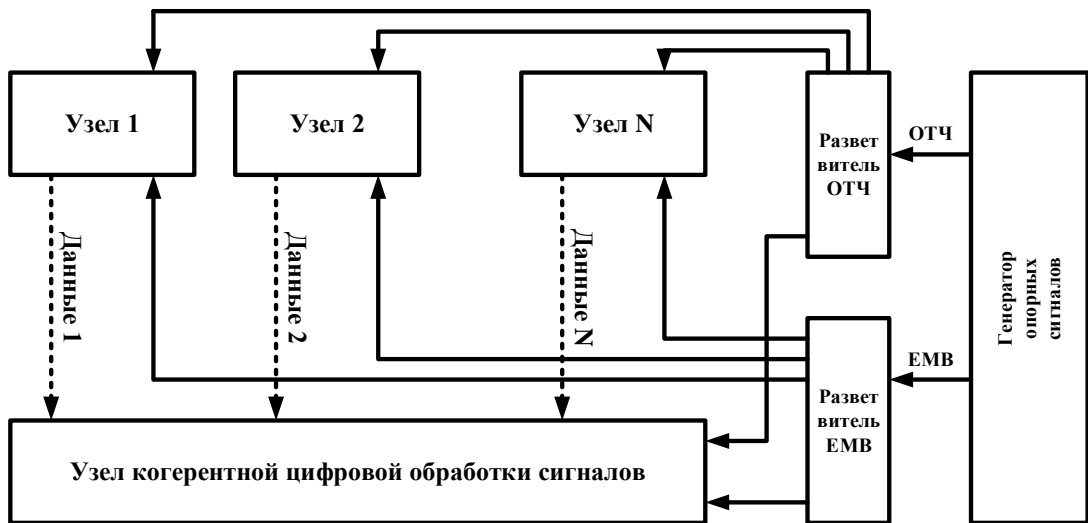 Узел 1
Узел 2
Узел N
Развет
витель
ОТЧ
ОТЧ
Генератор
опорных
сигналов
Данные 1
Данные 2
Данные N
ЕМВ
Развет
витель
ЕМВ
Узел когерентной цифровой обработки сигналов